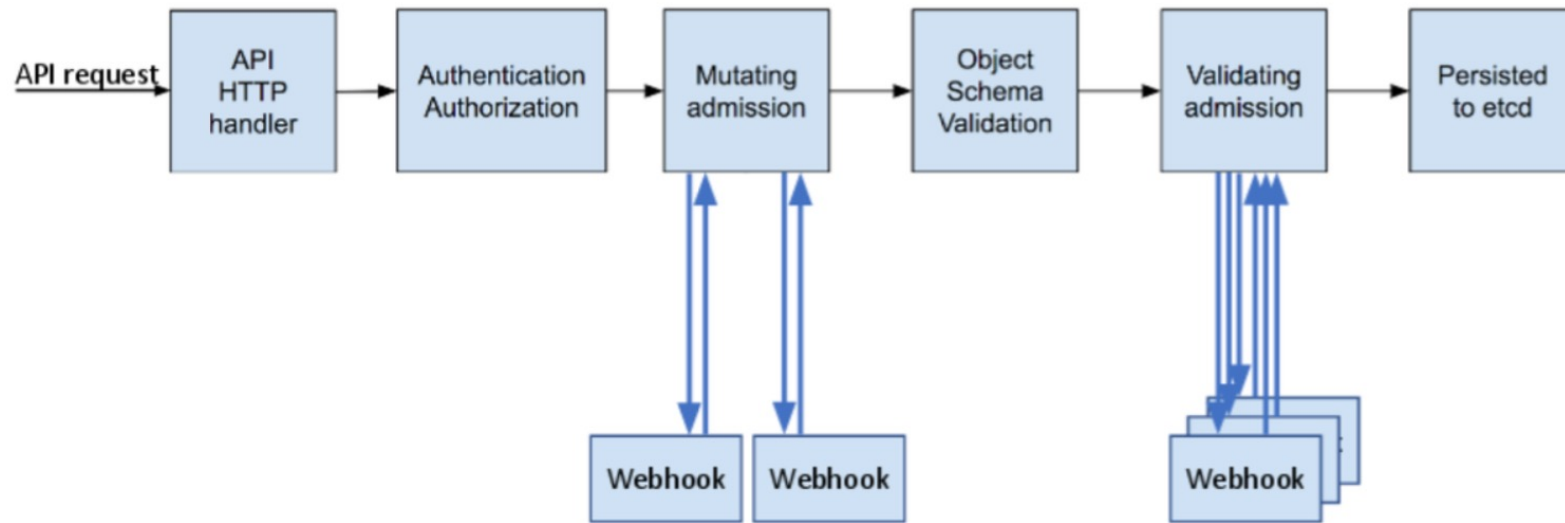 API request
API
HTTP
handler
Authentication
Authorization
Mutating
admission
Object
Schema
Validation
Validating
admission
Persisted
to etcd
Webhook
Webhook
Webhook